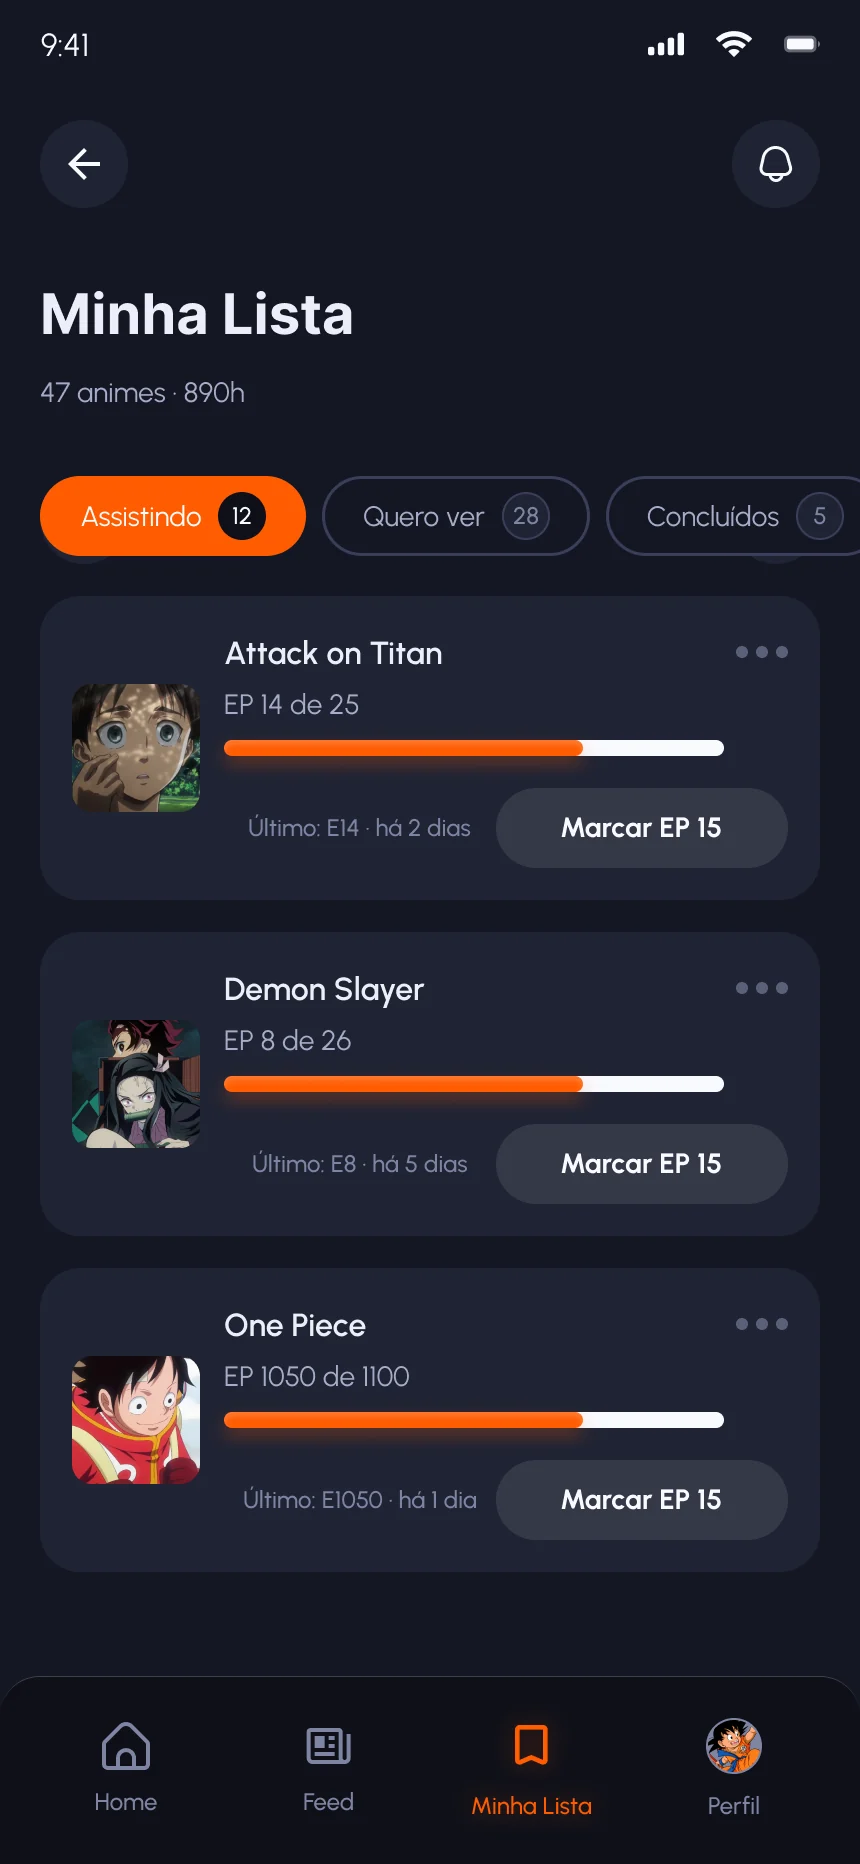 9:41
Minha Lista
47 animes · 890h
Assistindo 12 Quero ver 28 Concluídos 5
Attack on Titan
EP 14 de 25
Último: E14 · há 2 dias Marcar EP 15
Demon Slayer
EP 8 de 26
Último: E8 · há 5 dias Marcar EP 15
One Piece
EP 1050 de 1100
Último: E1050 · há 1 dia Marcar EP 15
Home Feed Minha Lista Perfil